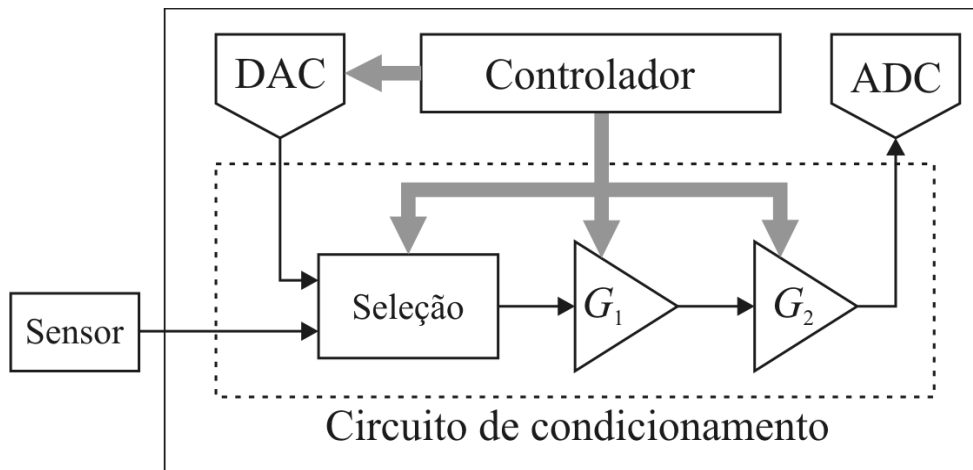 DAC
Controlador
ADC
Sensor
Seleção
G1
G2
Circuito de condicionamento